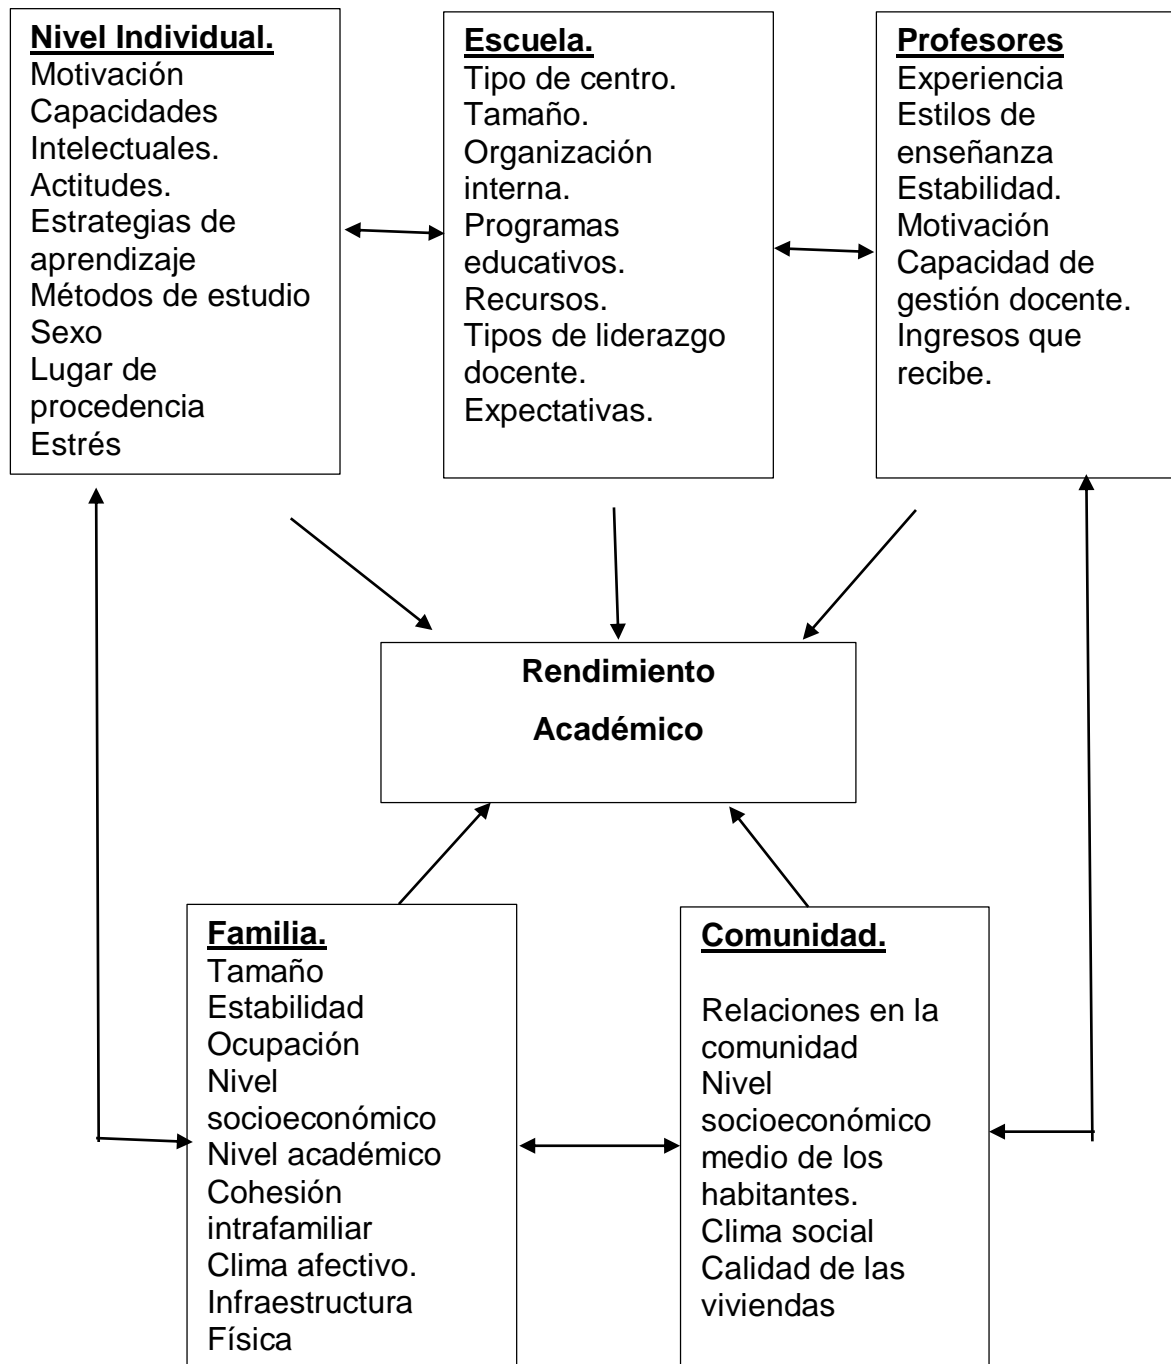 Nivel Individual.
Motivación
Capacidades
Intelectuales.
Actitudes.
Estrategias de
aprendizaje
Métodos de estudio
Sexo
Lugar de
procedencia
Estrés
Escuela.
Tipo de centro.
Tamaño.
Organización
interna.
Programas
educativos.
Recursos.
Tipos de liderazgo
docente.
Expectativas.
Profesores
Experiencia
Estilos de
enseñanza
Estabilidad.
Motivación
Capacidad de
gestión docente.
Ingresos que
recibe.
Rendimiento
Académico
Familia.
Tamaño
Estabilidad
Ocupación
Nivel
socioeconómico
Nivel académico
Cohesión
intrafamiliar
Clima afectivo.
Infraestructura
Física
Comunidad.
Relaciones en la
comunidad
Nivel
socioeconómico
medio de los
habitantes.
Clima social
Calidad de las
viviendas